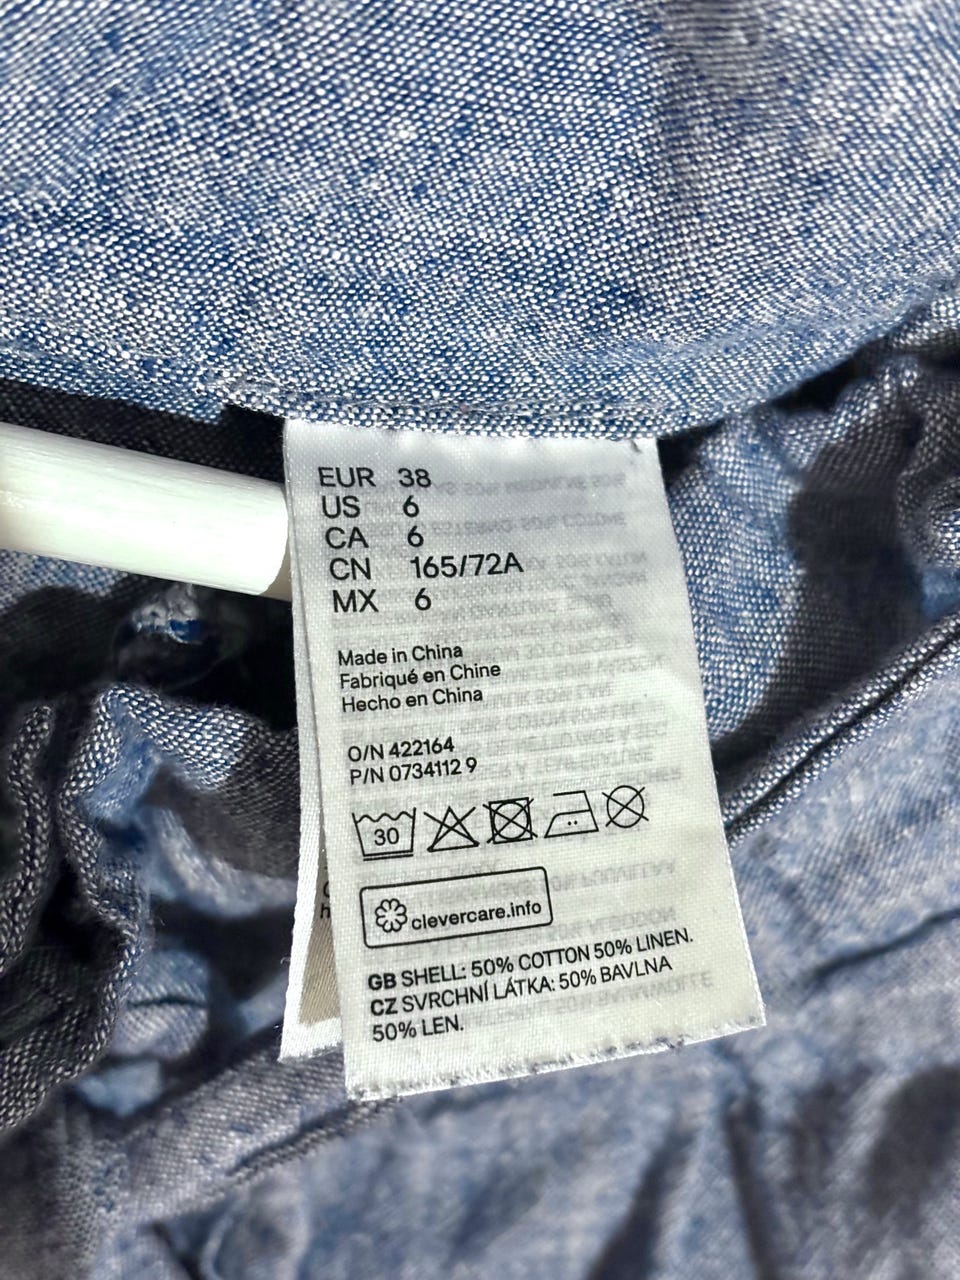 EUR 38
US 6
CA 6
CN 165/72A
MX 6
Made in China
Fabriqué en Chine
Hecho en China
O/N 422164
P/N 0734112 9
30
clevercare.info
GB SHELL: 50% COTTON 50% LINEN.
CZ SVRCHNÍ LÁTKA: 50% BAVLNA
50% LEN.